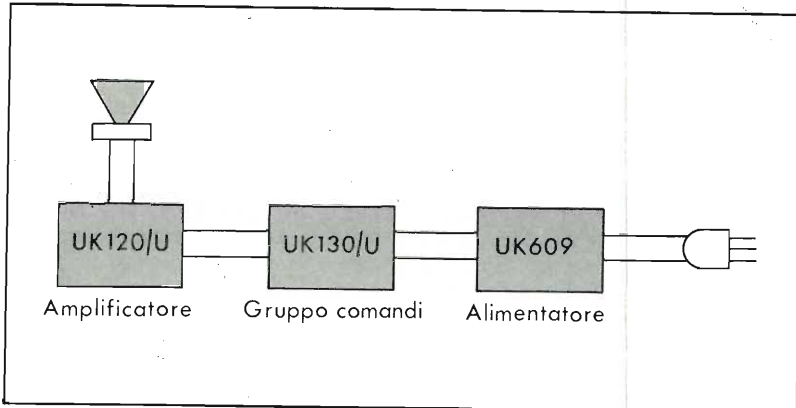 UK120/U UK130/U UK609
Amplificatore Gruppo comandi Alimentatore